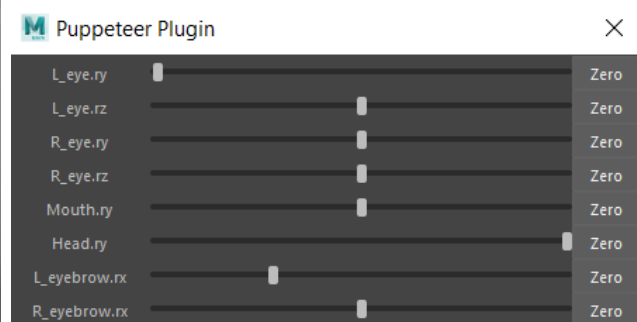 Puppeteer Plugin
L_eye.ry Zero
L_eye.rz Zero
R_eye.ry Zero
R_eye.rz Zero
Mouth.ry Zero
Head.ry Zero
L_eyebrow.rx Zero
R_eyebrow.rx Zero